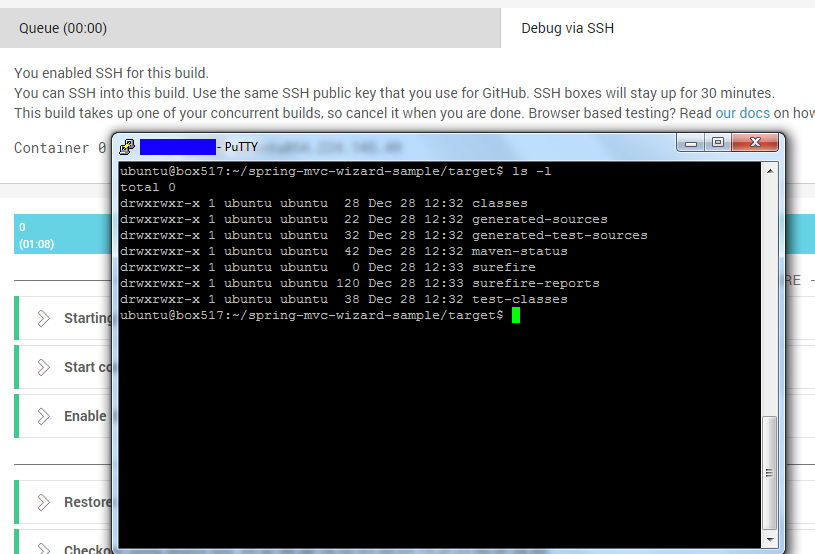 Queue (00:00)
Debug via SSH
You enabled SSH for this build.
You can SSH into this build. Use the same SSH public key that you use for GitHub. SSH boxes will stay up for 30 minutes.
This build takes up one of your concurrent builds, so cancel it when you are done. Browser based testing? Read our docs on how
Container 0
- PuTTY
ubuntu@box517:~/spring-mvc-wizard-sample/target$ ls -l
total 0
drwxrwxr-x 1 ubuntu ubuntu  28 Dec 28 12:32 classes
drwxrwxr-x 1 ubuntu ubuntu  22 Dec 28 12:32 generated-sources
drwxrwxr-x 1 ubuntu ubuntu  32 Dec 28 12:32 generated-test-sources
drwxrwxr-x 1 ubuntu ubuntu  42 Dec 28 12:32 maven-status
drwxrwxr-x 1 ubuntu ubuntu   0 Dec 28 12:33 surefire
drwxrwxr-x 1 ubuntu ubuntu 120 Dec 28 12:33 surefire-reports
drwxrwxr-x 1 ubuntu ubuntu  38 Dec 28 12:32 test-classes
ubuntu@box517:~/spring-mvc-wizard-sample/target$
0
(01:08)
RE
Starting
Start co
Enable
Restore
Checko